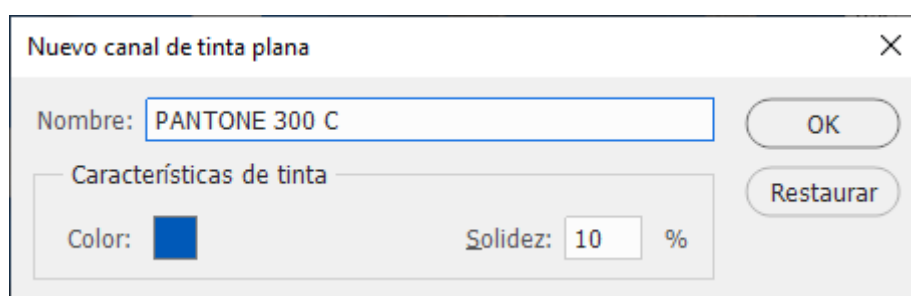 Nuevo canal de tinta plana
Nombre: PANTONE 300 C
OK
Características de tinta
Restaurar
Color:
Solidez: 10 %